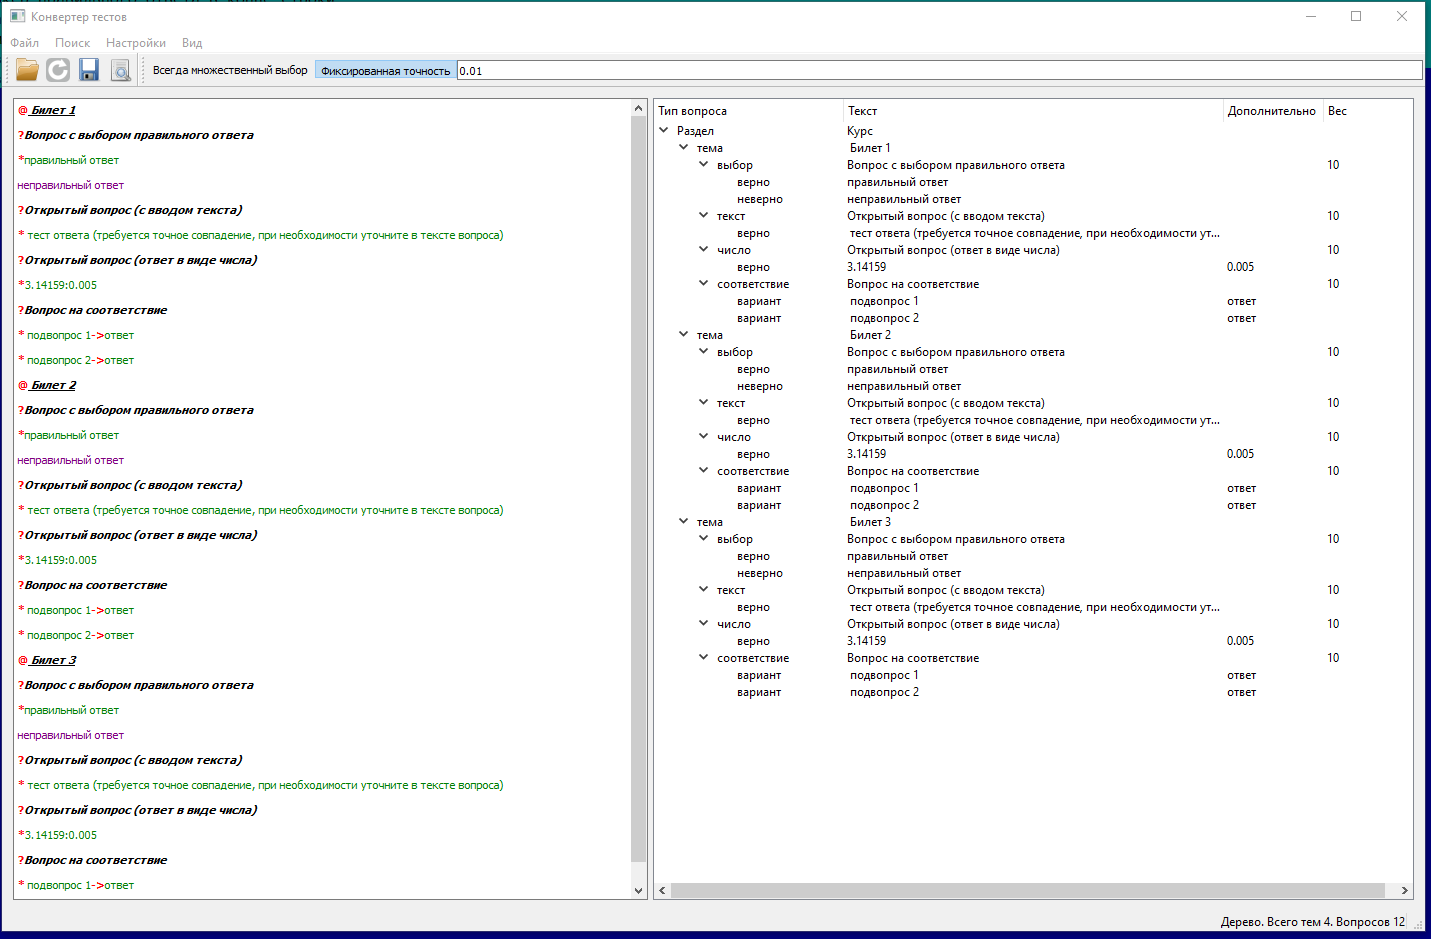 Конвертер тестов
Файл Поиск Настройки Вид
Всегда множественный выбор Фиксированная точность 0.01
@ Билет 1
?Вопрос с выбором правильного ответа
*правильный ответ
неправильный ответ
?Открытый вопрос (с вводом текста)
* тест ответа (требуется точное совпадение, при необходимости уточните в тексте вопроса)
?Открытый вопрос (ответ в виде числа)
*3.14159:0.005
?Вопрос на соответствие
* подвопрос 1->ответ
* подвопрос 2->ответ
@ Билет 2
?Вопрос с выбором правильного ответа
*правильный ответ
неправильный ответ
?Открытый вопрос (с вводом текста)
* тест ответа (требуется точное совпадение, при необходимости уточните в тексте вопроса)
?Открытый вопрос (ответ в виде числа)
*3.14159:0.005
?Вопрос на соответствие
* подвопрос 1->ответ
* подвопрос 2->ответ
@ Билет 3
?Вопрос с выбором правильного ответа
*правильный ответ
неправильный ответ
?Открытый вопрос (с вводом текста)
* тест ответа (требуется точное совпадение, при необходимости уточните в тексте вопроса)
?Открытый вопрос (ответ в виде числа)
*3.14159:0.005
?Вопрос на соответствие
* подвопрос 1->ответ
Тип вопроса Текст Дополнительно Вес
Раздел Курс
тема Билет 1
выбор Вопрос с выбором правильного ответа 10
верно правильный ответ
неверно неправильный ответ
текст Открытый вопрос (с вводом текста) 10
верно тест ответа (требуется точное совпадение, при необходимости ут...
число Открытый вопрос (ответ в виде числа) 10
верно 3.14159 0.005
соответствие Вопрос на соответствие 10
вариант подвопрос 1 ответ
вариант подвопрос 2 ответ
тема Билет 2
выбор Вопрос с выбором правильного ответа 10
верно правильный ответ
неверно неправильный ответ
текст Открытый вопрос (с вводом текста) 10
верно тест ответа (требуется точное совпадение, при необходимости ут...
число Открытый вопрос (ответ в виде числа) 10
верно 3.14159 0.005
соответствие Вопрос на соответствие 10
вариант подвопрос 1 ответ
вариант подвопрос 2 ответ
тема Билет 3
выбор Вопрос с выбором правильного ответа 10
верно правильный ответ
неверно неправильный ответ
текст Открытый вопрос (с вводом текста) 10
верно тест ответа (требуется точное совпадение, при необходимости ут...
число Открытый вопрос (ответ в виде числа) 10
верно 3.14159 0.005
соответствие Вопрос на соответствие 10
вариант подвопрос 1 ответ
вариант подвопрос 2 ответ
Дерево. Всего тем 4. Вопросов 12